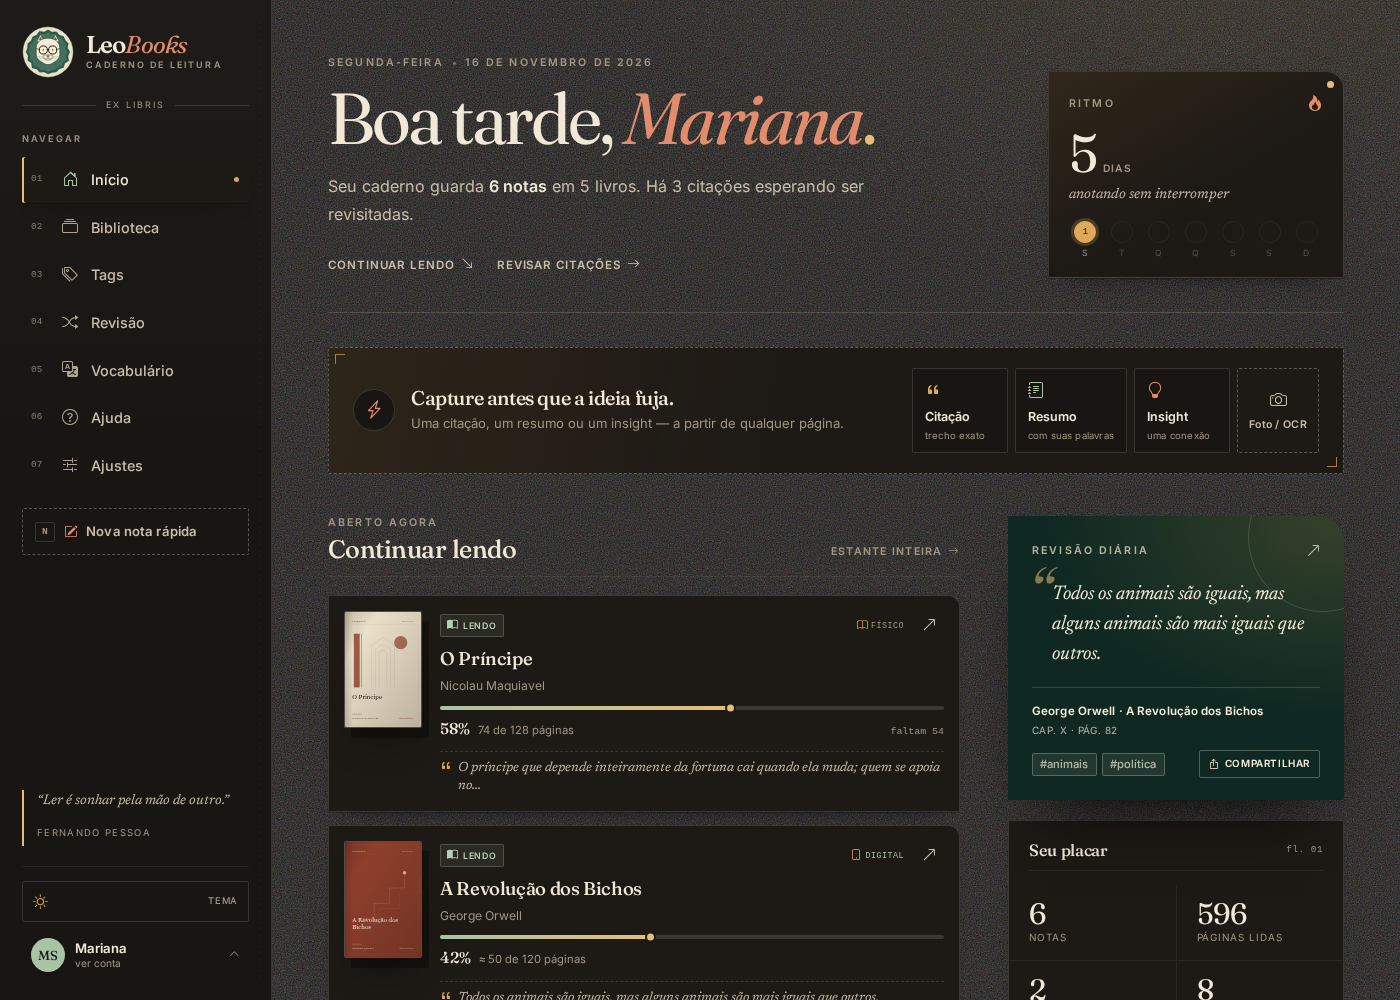 LeoBooks
CADERNO DE LEITURA
EX LIBRIS
NAVEGAR
01 Início
02 Biblioteca
03 Tags
04 Revisão
05 Vocabulário
06 Ajuda
07 Ajustes
N Nova nota rápida
“Ler é sonhar pela mão de outro.”
FERNANDO PESSOA
TEMA
MS Mariana
ver conta
SEGUNDA-FEIRA • 16 DE NOVEMBRO DE 2026
Boa tarde, Mariana.
Seu caderno guarda 6 notas em 5 livros. Há 3 citações esperando ser
revisitadas.
CONTINUAR LENDO ↘ REVISAR CITAÇÕES →
RITMO
5 DIAS
anotando sem interromper
1
S T Q Q S S D
Capture antes que a ideia fuja.
Uma citação, um resumo ou um insight — a partir de qualquer página.
Citação
trecho exato
Resumo
com suas palavras
Insight
uma conexão
Foto / OCR
ABERTO AGORA
Continuar lendo
ESTANTE INTEIRA →
LENDO
FÍSICO
O Príncipe
O Príncipe
Nicolau Maquiavel
58% 74 de 128 páginas
faltam 54
“ O príncipe que depende inteiramente da fortuna cai quando ela muda; quem se apoia
no…
LENDO
DIGITAL
A Revolução dos
Bichos
A Revolução dos Bichos
George Orwell
42% ≈ 50 de 120 páginas
“ Todos os animais são iguais, mas alguns animais são mais iguais que outros.
REVISÃO DIÁRIA
“ Todos os animais são iguais, mas
alguns animais são mais iguais que
outros.
George Orwell · A Revolução dos Bichos
CAP. X · PÁG. 82
#animais #política
COMPARTILHAR
Seu placar
fl. 01
6
NOTAS
596
PÁGINAS LIDAS
2
8